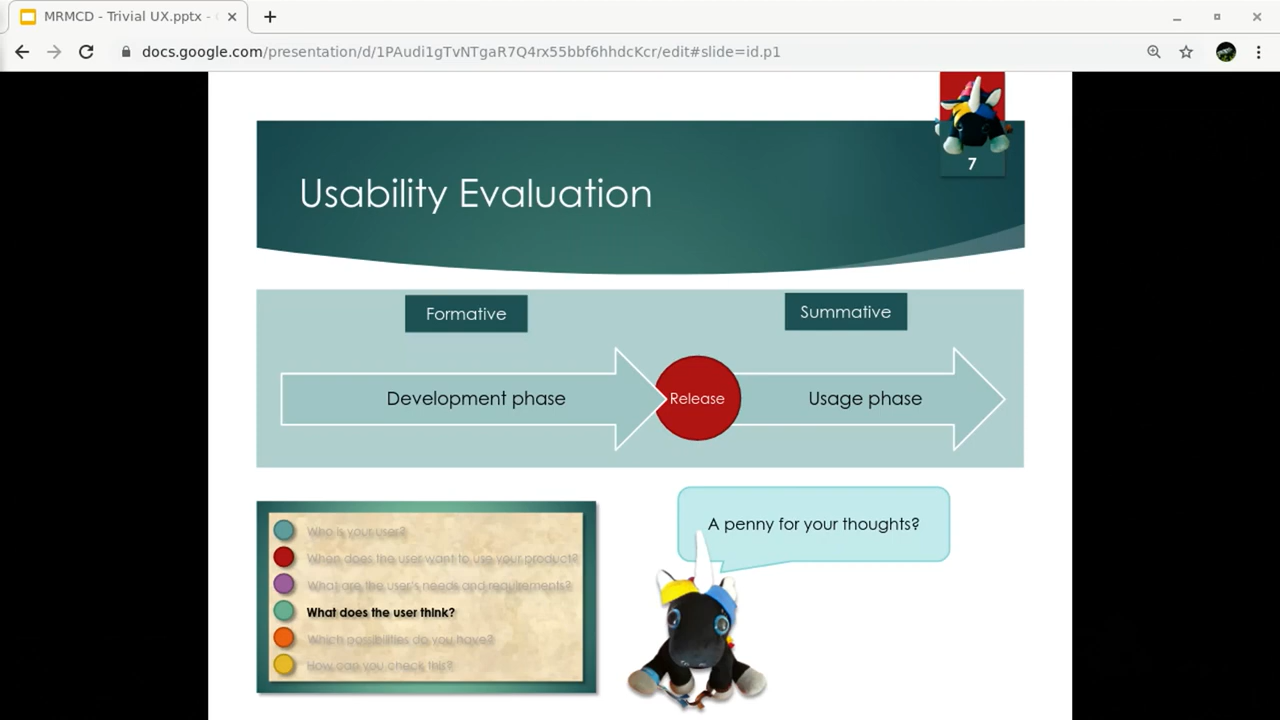 MRMCD - Trivial UX.pptx -
docs.google.com/presentation/d/1PAudi1gTvNTgaR7Q4rx55bbf6hhdcKcr/edit#slide=id.p1
7
Usability Evaluation
Formative
Summative
Development phase
Release
Usage phase
A penny for your thoughts?
Who is your user?
When does the user want to use your product?
What are the user's needs and requirements?
What does the user think?
Which possibilities do you have?
How can you check this?